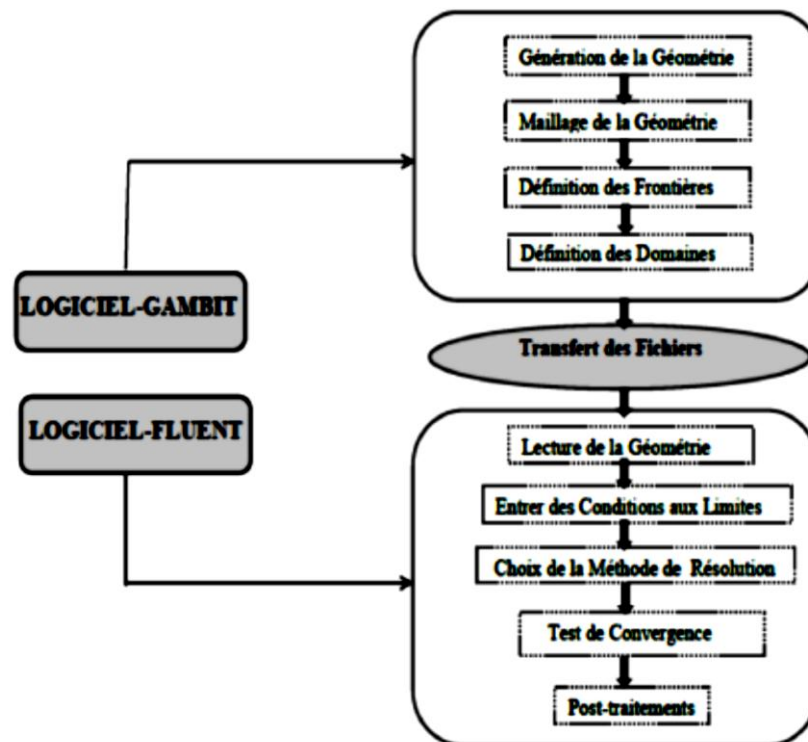 Génération de la Géométrie
Maillage de la Géométrie
Définition des Frontières
Définition des Domaines
LOGICIEL-GAMBIT
Transfert des Fichiers
LOGICIEL-FLUENT
Lecture de la Géométrie
Entrer des Conditions aux Limites
Choix de la Méthode de Résolution
Test de Convergence
Post-traitements